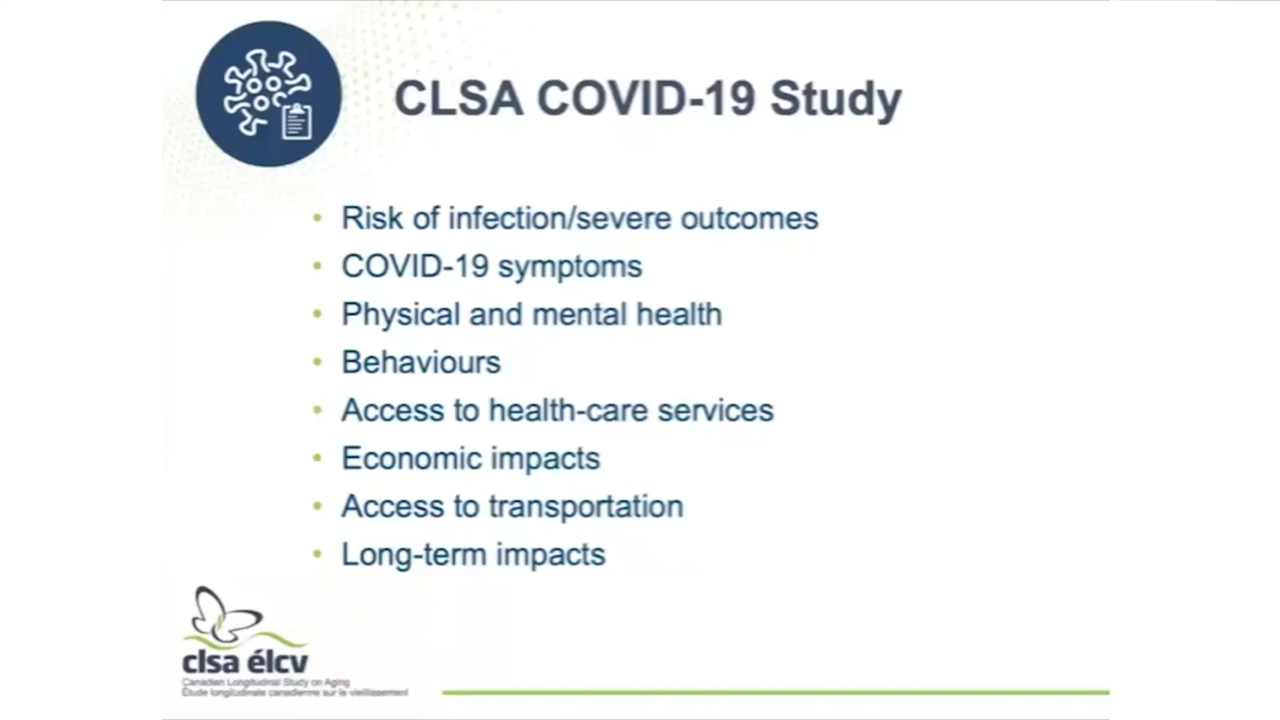 CLSA COVID-19 Study
• Risk of infection/severe outcomes
• COVID-19 symptoms
• Physical and mental health
• Behaviours
• Access to health-care services
• Economic impacts
• Access to transportation
• Long-term impacts
clsa élcv
Canadian Longitudinal Study on Aging
Étude longitudinale canadienne sur le vieillissement